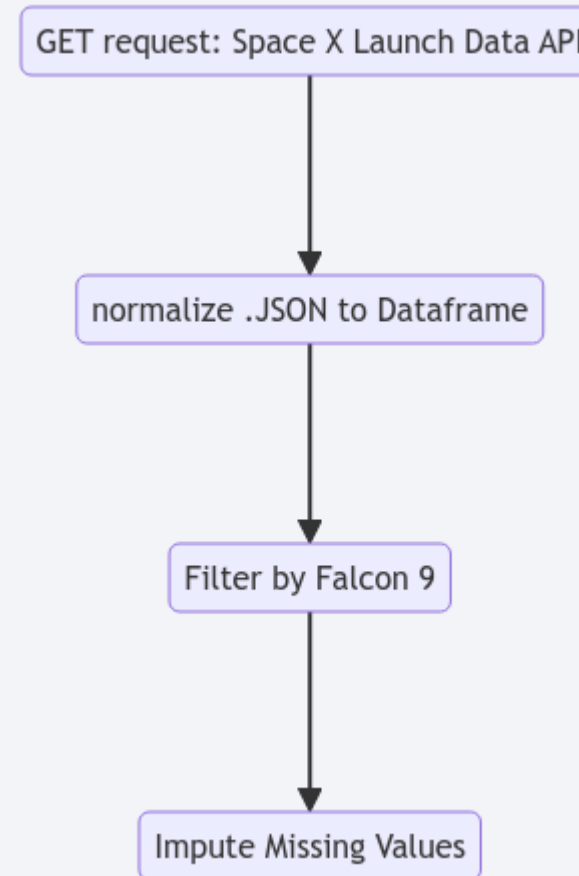 GET request: Space X Launch Data API
normalize .JSON to Dataframe
Filter by Falcon 9
Impute Missing Values